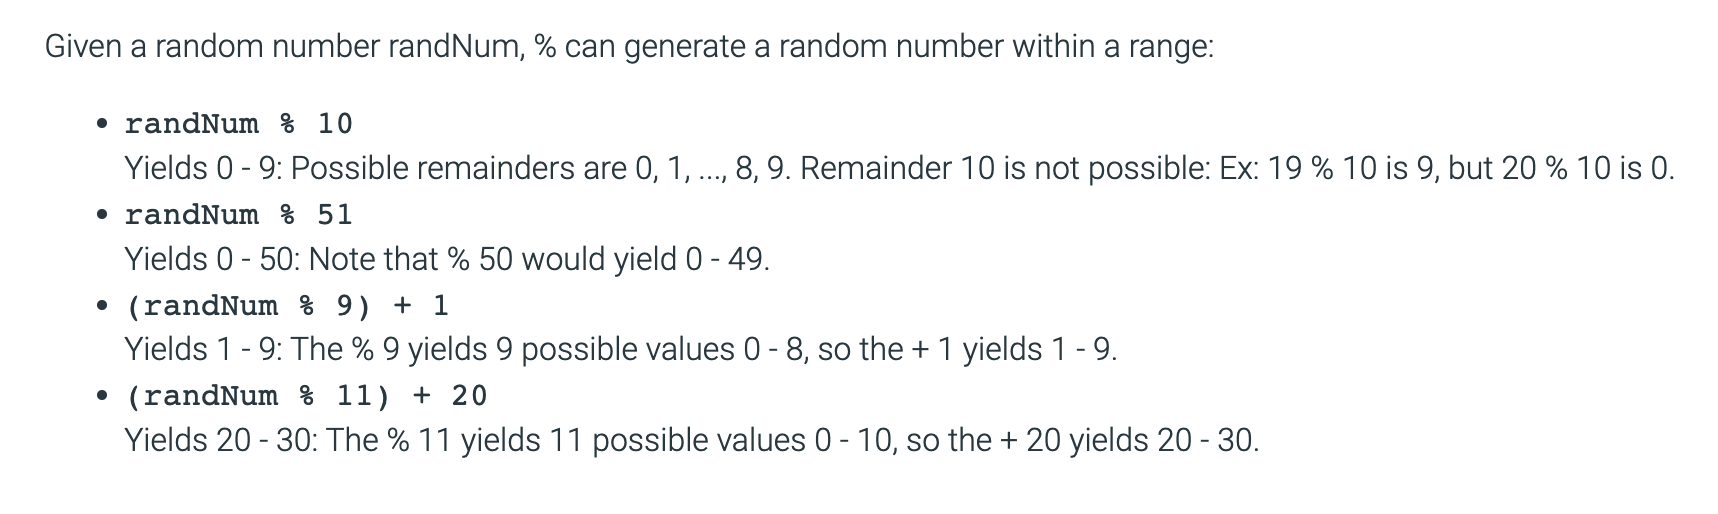 Given a random number randNum, % can generate a random number within a range:
• randNum % 10
Yields 0 - 9: Possible remainders are 0, 1, ..., 8, 9. Remainder 10 is not possible: Ex: 19 % 10 is 9, but 20 % 10 is 0.
• randNum % 51
Yields 0 - 50: Note that % 50 would yield 0 - 49.
• (randNum % 9) + 1
Yields 1 - 9: The % 9 yields 9 possible values 0 - 8, so the + 1 yields 1 - 9.
• (randNum % 11) + 20
Yields 20 - 30: The % 11 yields 11 possible values 0 - 10, so the + 20 yields 20 - 30.